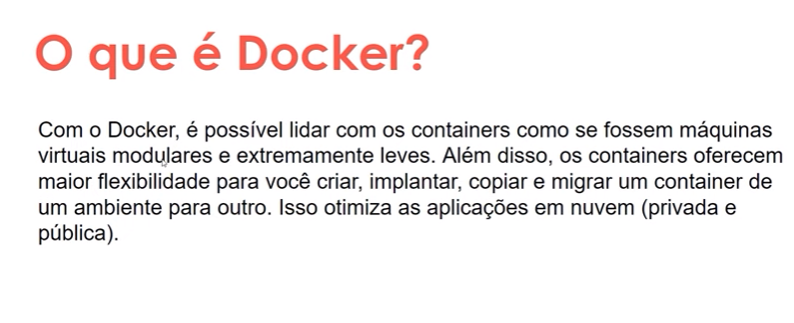 O que é Docker?
Com o Docker, é possível lidar com os containers como se fossem máquinas
virtuais modulares e extremamente leves. Além disso, os containers oferecem
maior flexibilidade para você criar, implantar, copiar e migrar um container de
um ambiente para outro. Isso otimiza as aplicações em nuvem (privada e
pública).